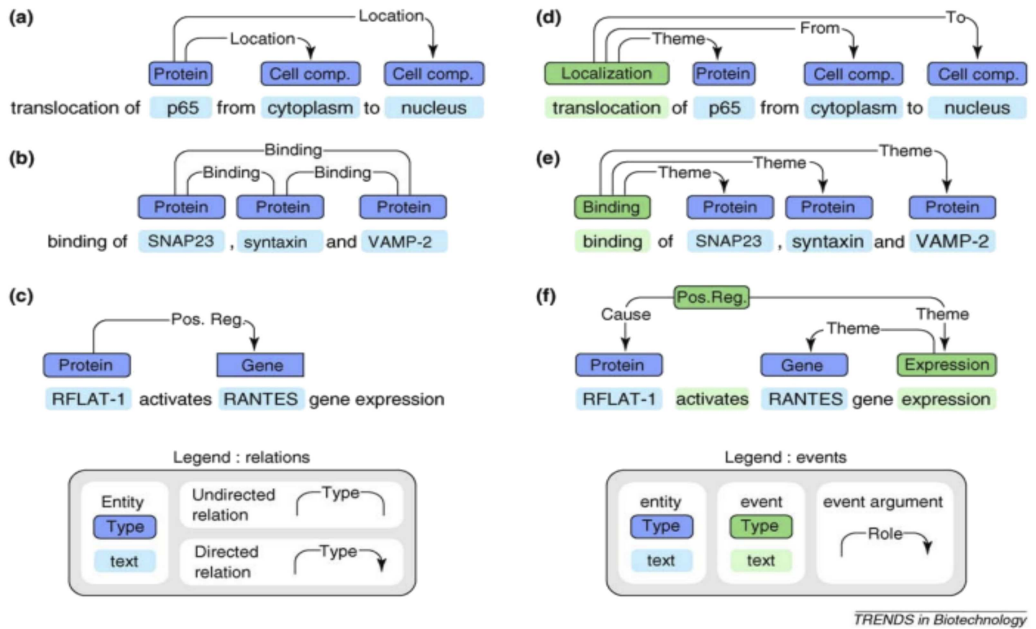 (a)
Location
Location
Protein Cell comp. Cell comp.
translocation of p65 from cytoplasm to nucleus
(b)
Binding
Binding Binding
Protein Protein Protein
binding of SNAP23 , syntaxin and VAMP-2
(c)
Pos. Reg.
Protein Gene
RFLAT-1 activates RANTES gene expression
Legend : relations
Entity
Type
text
Undirected
relation
Type
Directed
relation
Type
(d)
To
From
Theme
Localization Protein Cell comp. Cell comp.
translocation of p65 from cytoplasm to nucleus
(e)
Theme
Theme
Theme
Binding Protein Protein Protein
binding of SNAP23 , syntaxin and VAMP-2
(f)
Pos.Reg.
Cause Theme
Theme
Protein Gene Expression
RFLAT-1 activates RANTES gene expression
Legend : events
entity
Type
text
event
Type
text
event argument
Role
TRENDS in Biotechnology